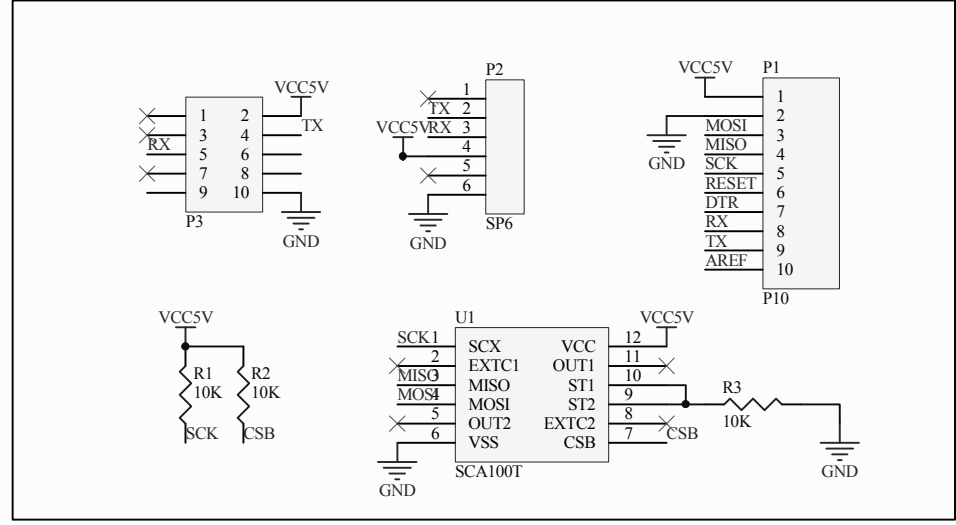 VCC5V
1 2
3 4 TX
RX 5 6
7 8
9 10
P3
GND
P2
1
TX 2
VCC5V RX 3
4
5
6
SP6
GND
VCC5V P1
1
2
GND
MOSI 3
MISO 4
SCK 5
RESET 6
DTR 7
RX 8
TX 9
AREF 10
P10
VCC5V
R1 10K
R2 10K
SCK CSB
U1 VCC5V
SCK 1 SCX VCC 12
2 EXTC1 OUT1 11
MISO 3 MISO ST1 10
MOSI 4 MOSI ST2 9
5 OUT2 EXTC2 8
6 VSS CSB 7 CSB
SCA100T
GND
R3
10K
GND